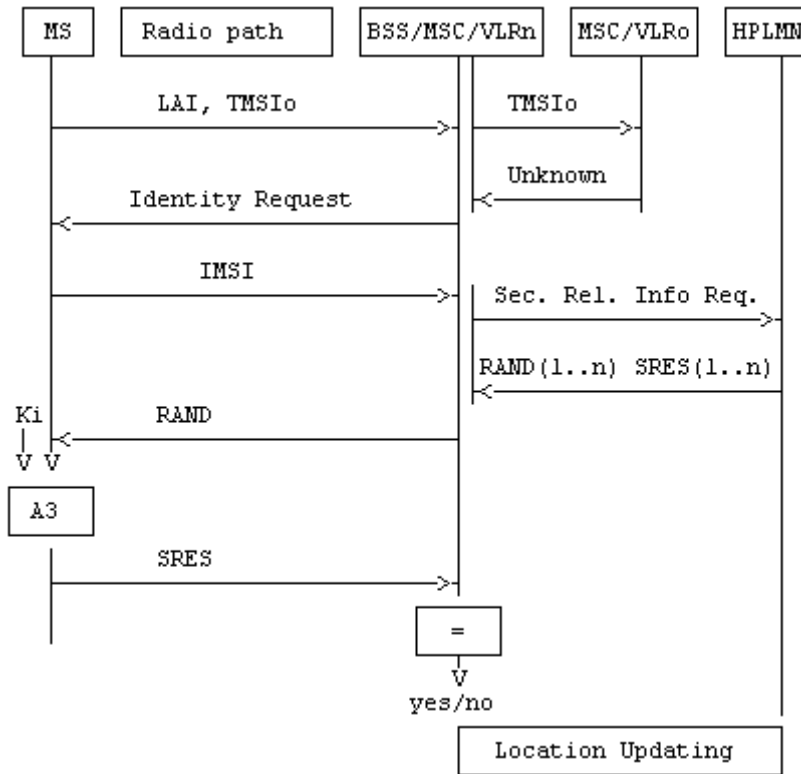 MS Radio path BSS/MSC/VLRn MSC/VLRo HPLMN
LAI, TMSIo TMSIo
Unknown
Identity Request
IMSI
Sec. Rel. Info Req.
RAND(1..n) SRES(1..n)
Ki RAND
V V
A3
SRES
=
V
yes/no
Location Updating